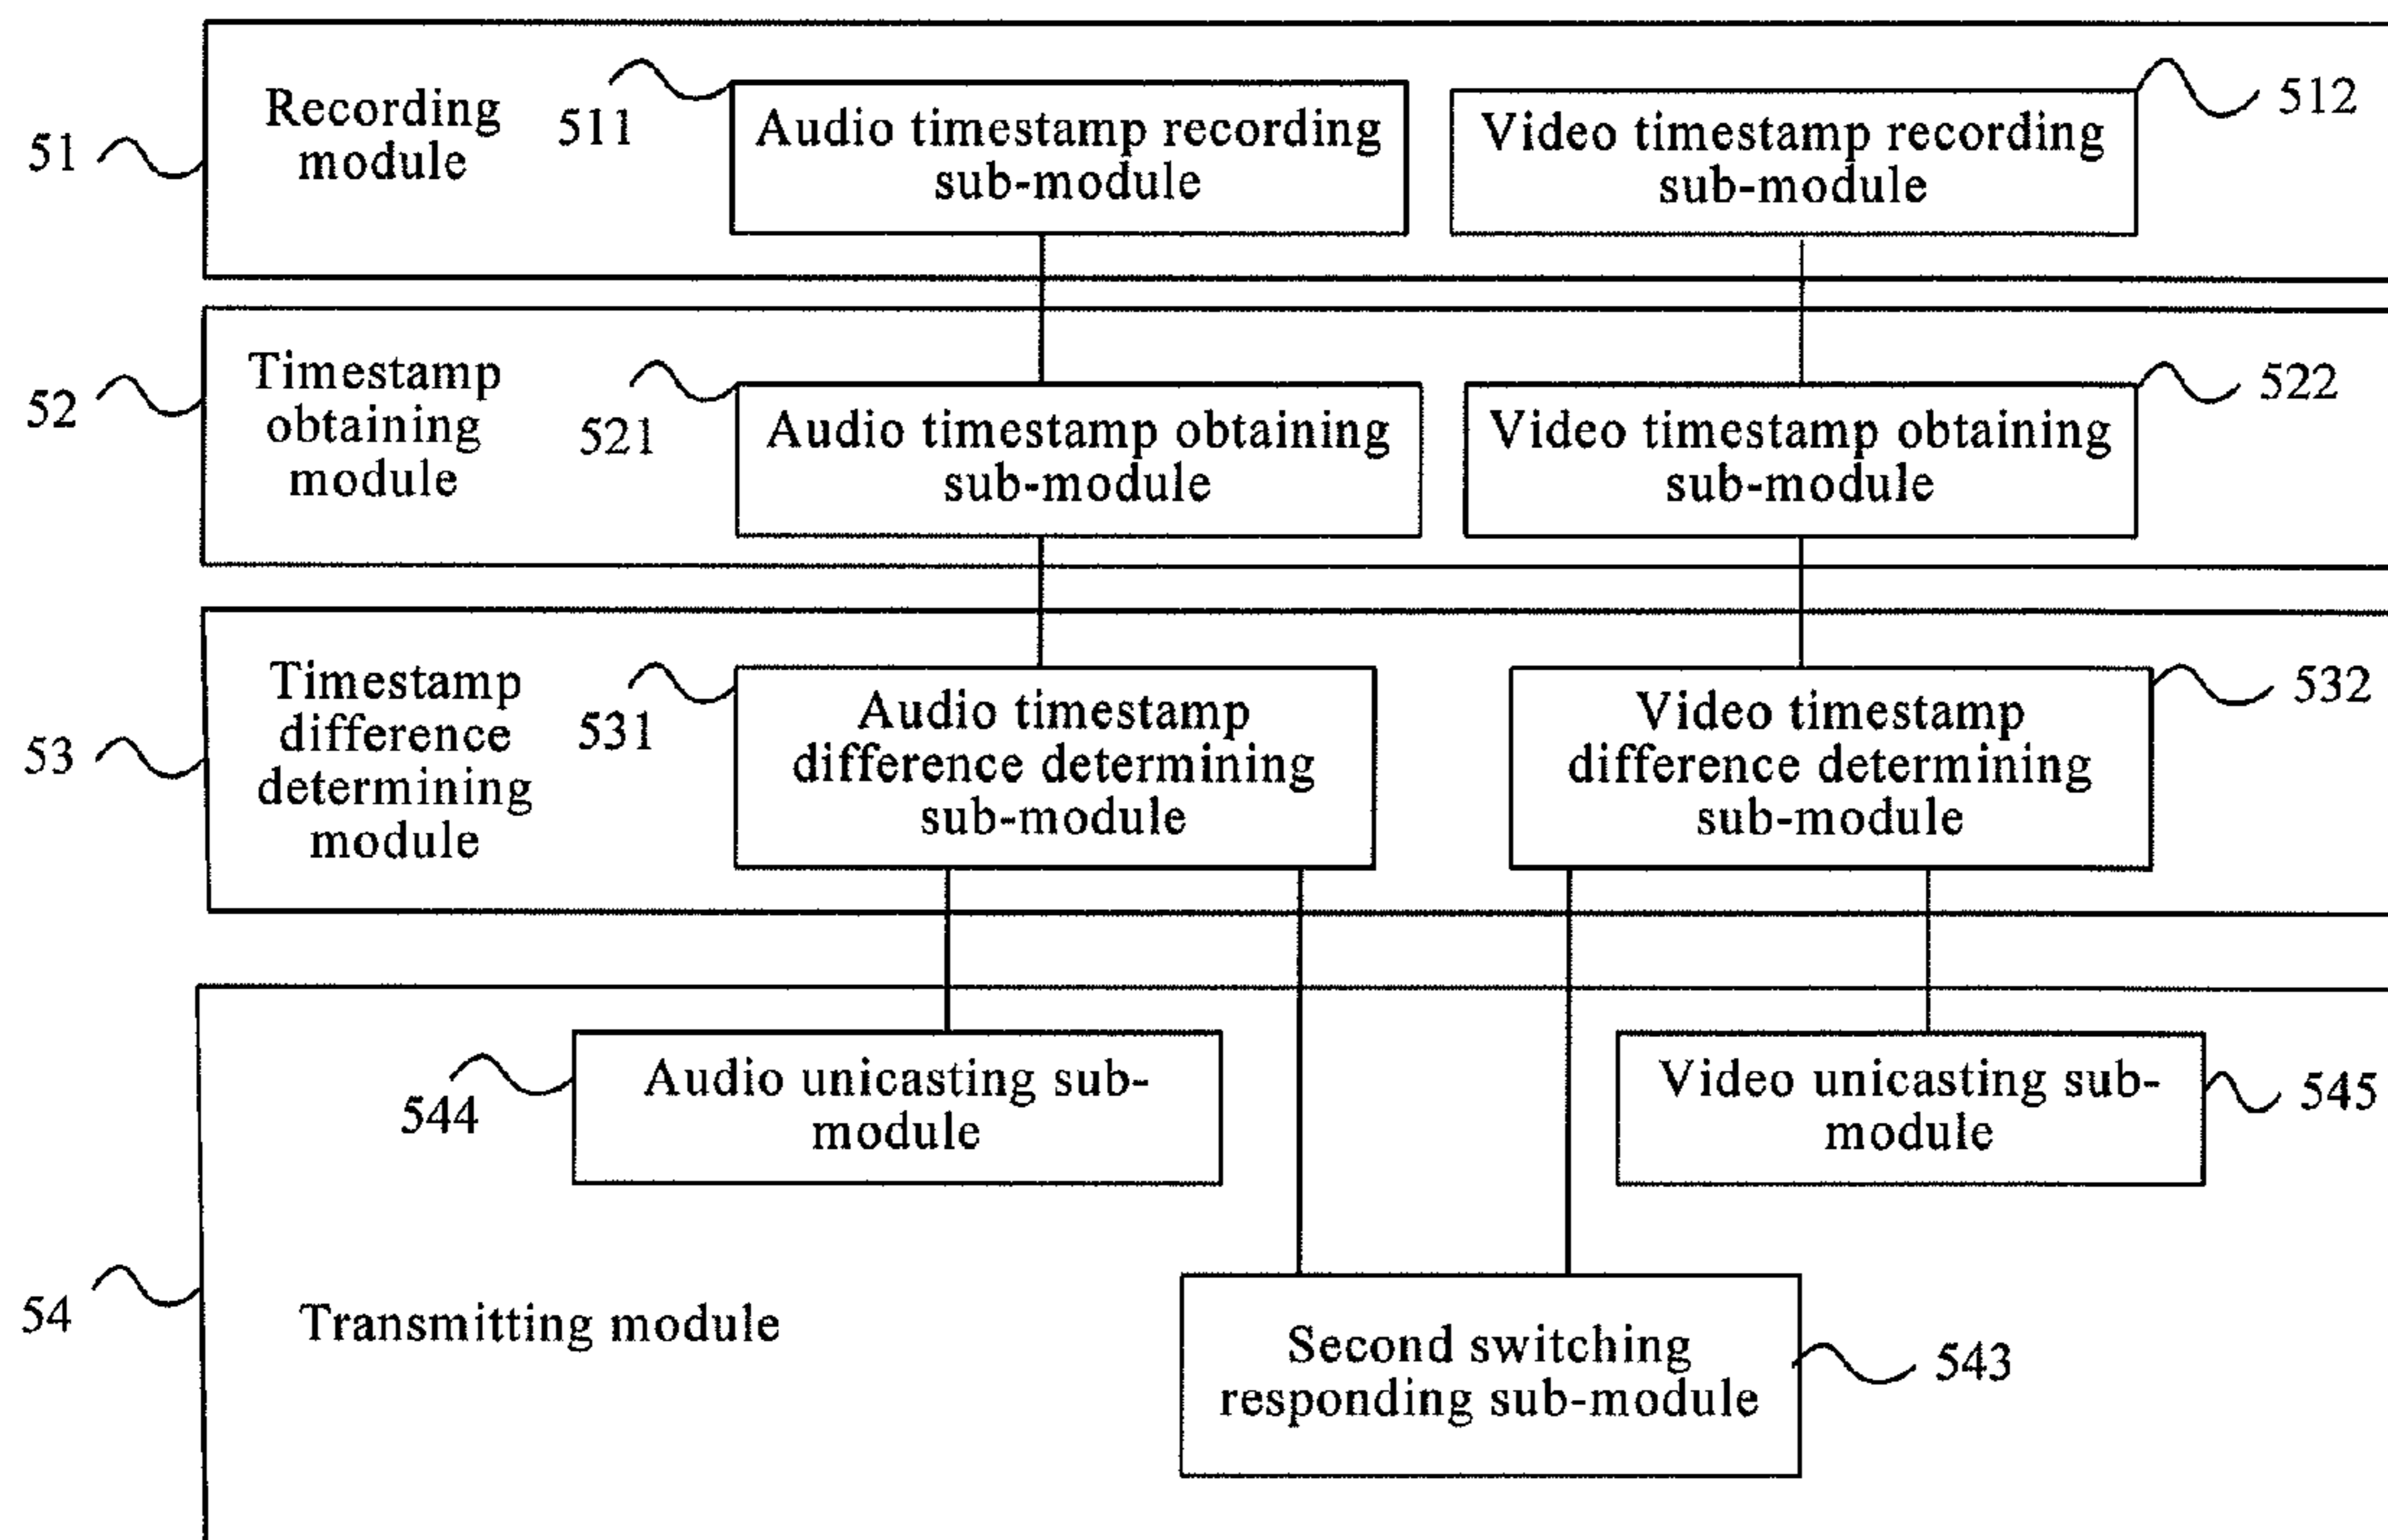 51
Recording
module
511
Audio timestamp recording
sub-module
Video timestamp recording
sub-module
512
52
Timestamp
obtaining
module
521
Audio timestamp obtaining
sub-module
Video timestamp obtaining
sub-module
522
53
Timestamp
difference
determining
module
531
Audio timestamp
difference determining
sub-module
Video timestamp
difference determining
sub-module
532
544
Audio unicasting sub-
module
Video unicasting sub-
module
545
54
Transmitting module
Second switching
responding sub-module
543